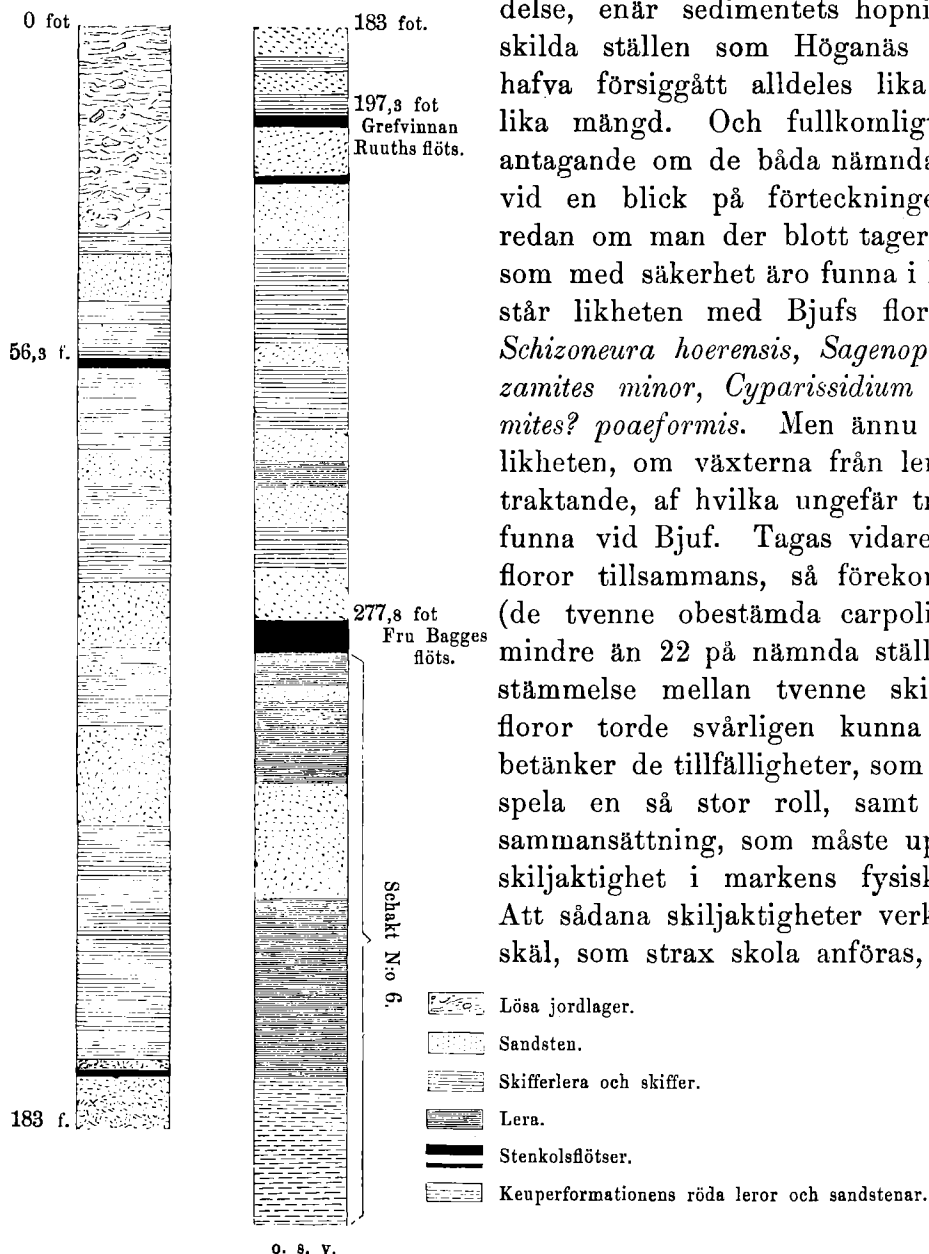 0 fot
56,3 f.
183 f.
183 fot.
197,3 fot
Grefvinnan
Ruuths flöts.
277,8 fot
Fru Bagges
flöts.
Schakt N:o 6.
o. s. v.
delse, enär sedimentets hopni
skilda ställen som Höganäs
hafva försiggått alldeles lika
lika mängd. Och fullkomlig
antagande om de båda nämnda
vid en blick på förteckninge
redan om man der blott tager
som med säkerhet äro funna i
står likheten med Bjufs flor
Schizoneura hoerensis, Sagenop
zamites minor, Cyparissidium
mites? poaeformis. Men ännu
likheten, om växterna från ler
traktande, af hvilka ungefär tr
funna vid Bjuf. Tagas vidare
floror tillsammans, så föreko
(de tvenne obestämda carpoli
mindre än 22 på nämnda ställ
stämmelse mellan tvenne ski
floror torde svårligen kunna
betänker de tillfälligheter, som
spela en så stor roll, samt
sammansättning, som måste up
skiljaktighet i markens fysisk
Att sådana skiljaktigheter verk
skäl, som strax skola anföras,
Lösa jordlager.
Sandsten.
Skifferlera och skiffer.
Lera.
Stenkolsflötser.
Keuperformationens röda leror och sandstenar.